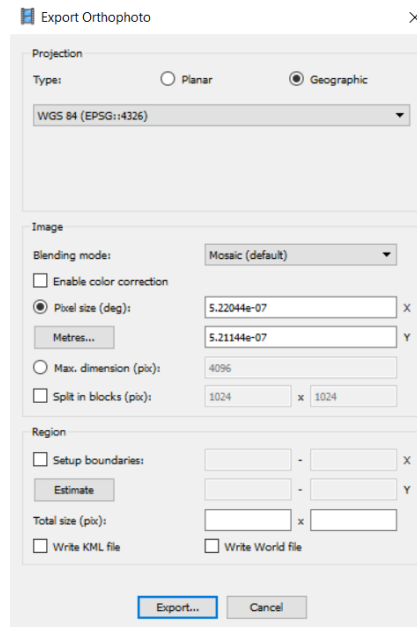 Export Orthophoto
Projection
Type: Planar Geographic
WGS 84 (EPSG::4326)
Image
Blending mode: Mosaic (default)
Enable color correction
Pixel size (deg): 5.22044e-07 X
Metres... 5.21144e-07 Y
Max. dimension (pix): 4096
Split in blocks (pix): 1024 x 1024
Region
Setup boundaries: - X
Estimate - Y
Total size (pix): x
Write KML file Write World file
Export... Cancel